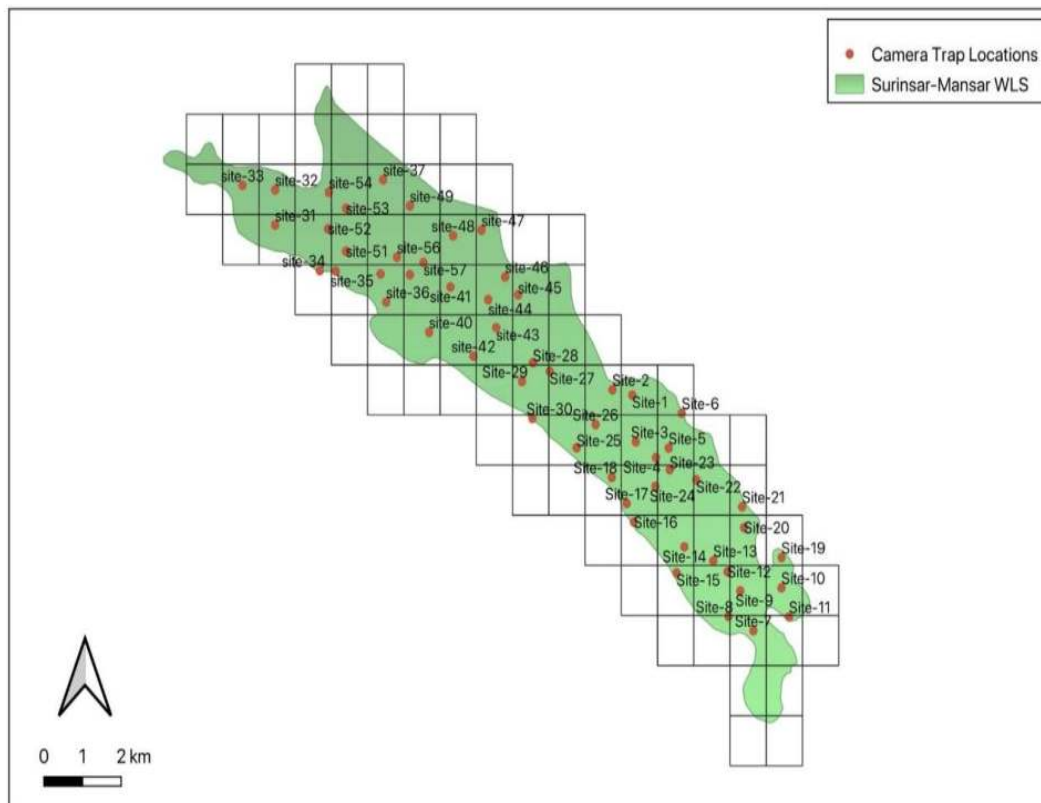 Camera Trap Locations
Surinsar-Mansar WLS
site-37
site-33
site-32
site-54
site-49
site-53
site-31
site-52
site-48
site-47
site-51
site-56
site-34
site-35
site-57
site-46
site-36
site-41
site-45
site-44
site-40
site-43
site-42
Site-28
Site-29
Site-27
Site-2
Site-1
Site-6
Site-30
Site-26
Site-25
Site-3
Site-5
Site-18
Site-4
Site-23
Site-17
Site-24
Site-22
Site-21
Site-16
Site-20
Site-14
Site-13
Site-19
Site-15
Site-12
Site-10
Site-9
Site-8
Site-11
Site-7
0 1 2 km